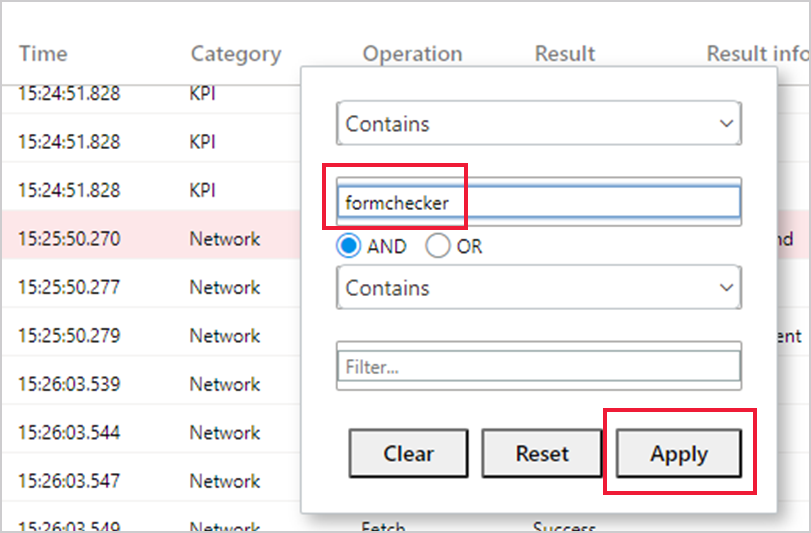 Time Category Operation Result Result info
15:24:51.828 KPI
Contains
15:24:51.828 KPI
15:24:51.828 KPI
formchecker
15:25:50.270 Network nd
AND OR
15:25:50.277 Network
Contains
15:25:50.279 Network ent
Filter...
15:26:03.539 Network
15:26:03.544 Network
Clear Reset Apply
15:26:03.547 Network
15:26:03.549 Network Fetch Success